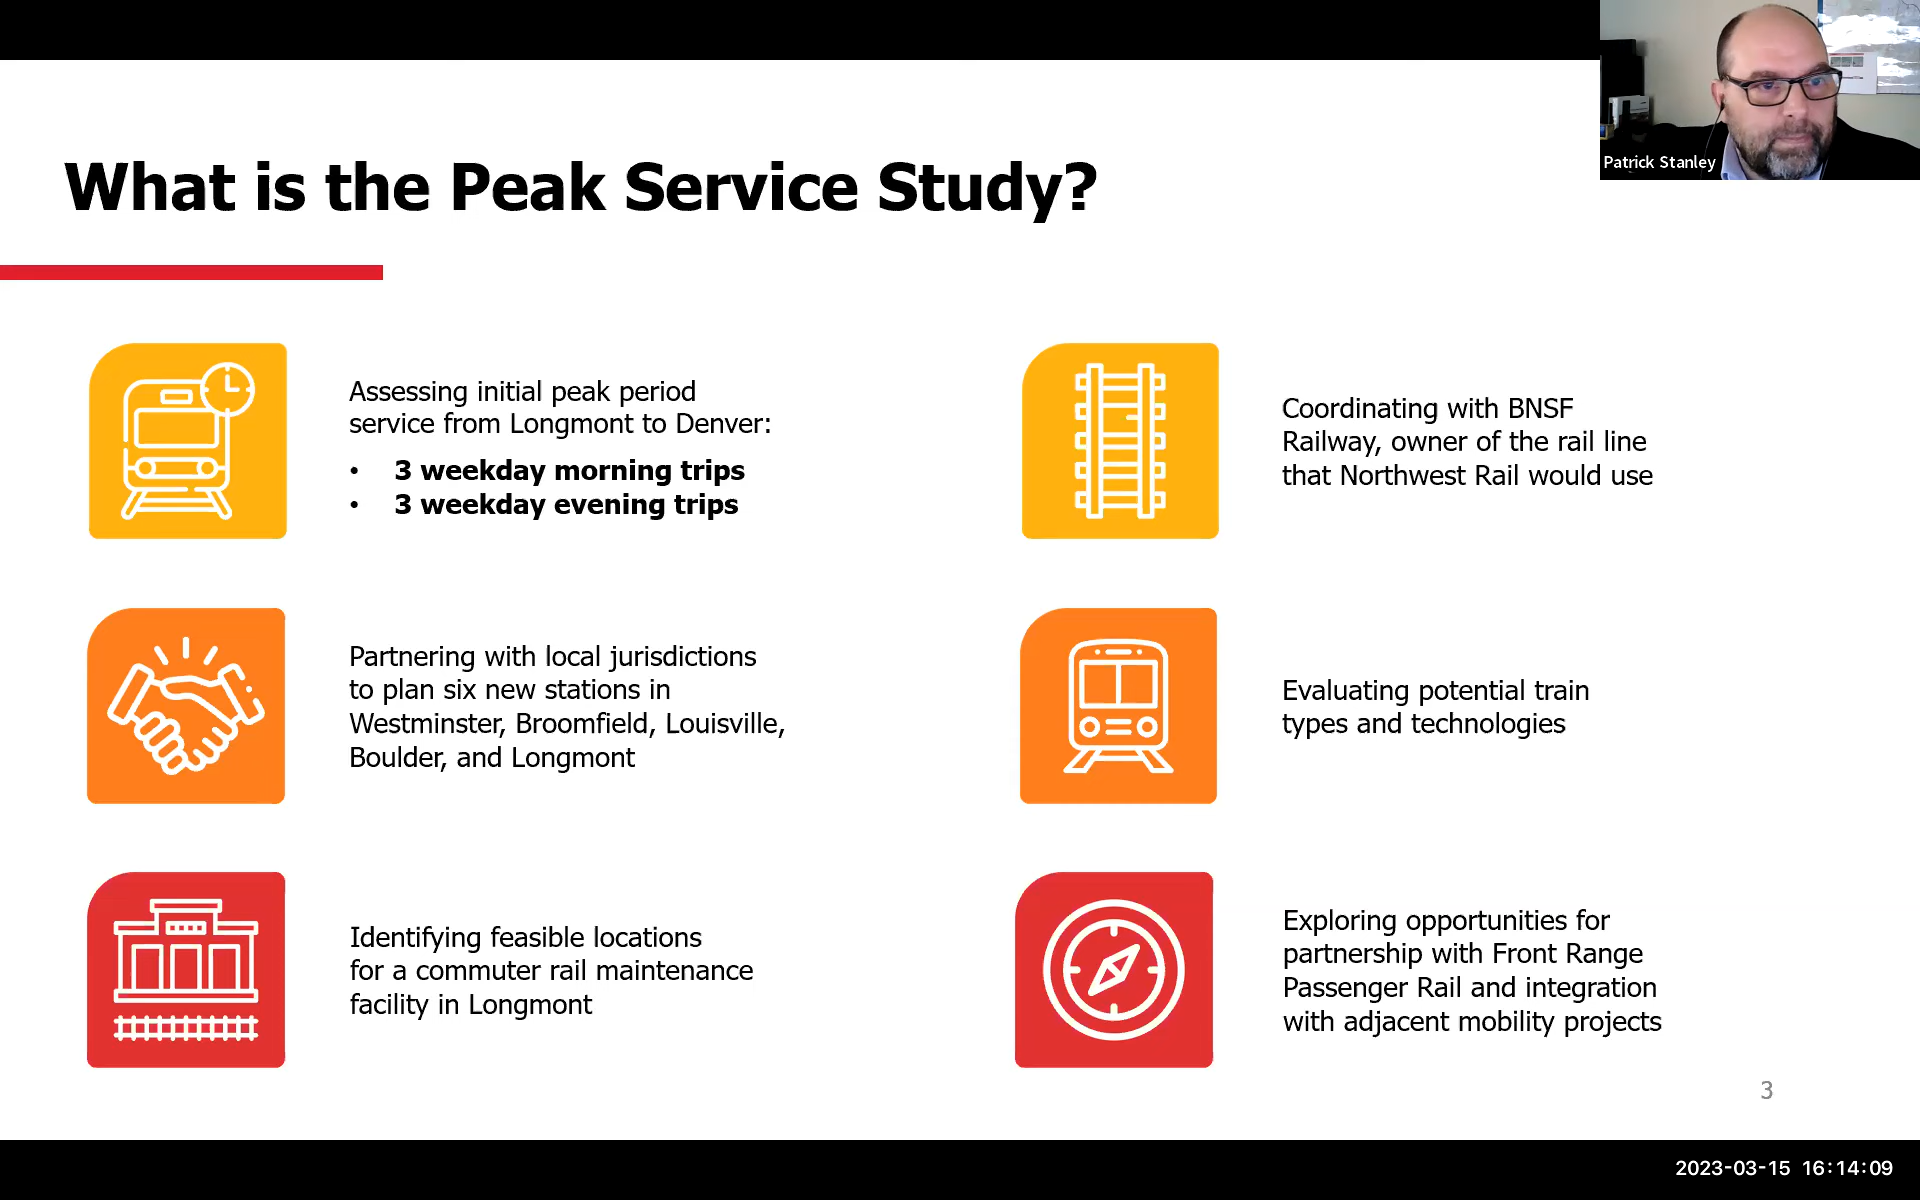 Patrick Stanley
What is the Peak Service Study?
Assessing initial peak period
service from Longmont to Denver:
• 3 weekday morning trips
• 3 weekday evening trips
Partnering with local jurisdictions
to plan six new stations in
Westminster, Broomfield, Louisville,
Boulder, and Longmont
Identifying feasible locations
for a commuter rail maintenance
facility in Longmont
Coordinating with BNSF
Railway, owner of the rail line
that Northwest Rail would use
Evaluating potential train
types and technologies
Exploring opportunities for
partnership with Front Range
Passenger Rail and integration
with adjacent mobility projects
3
2023-03-15 16:14:09